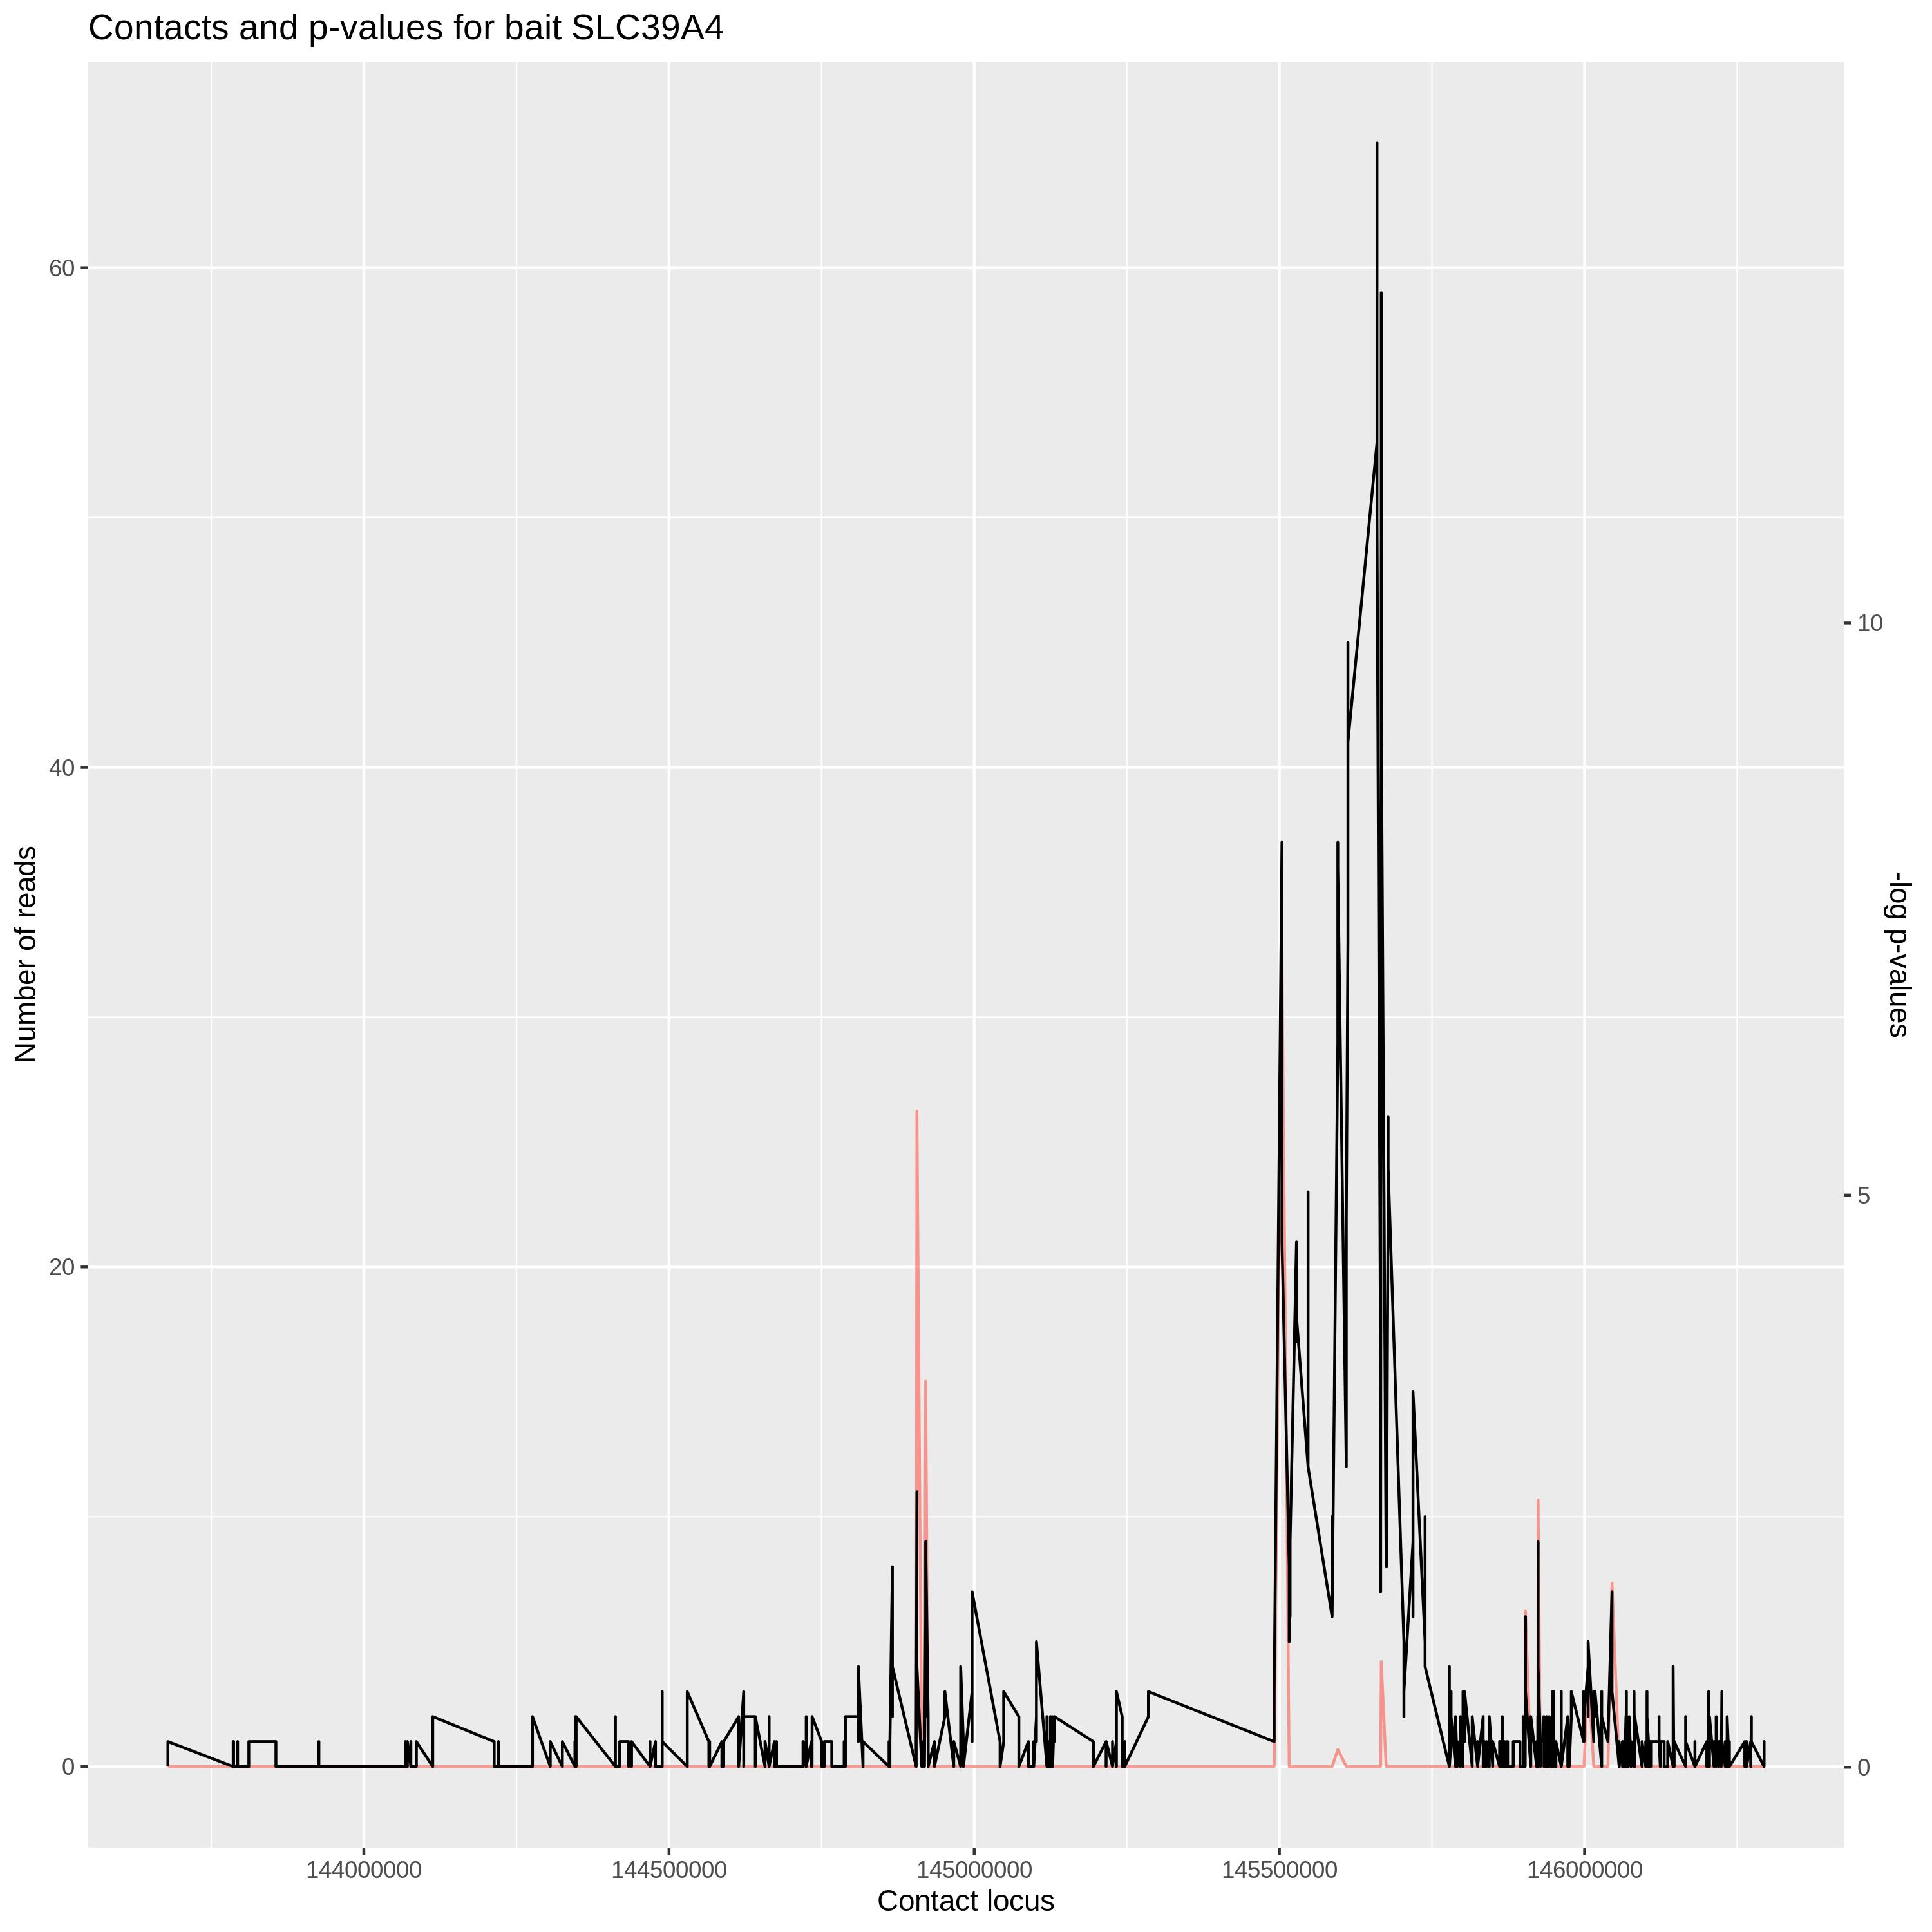 Contacts and p-values for bait SLC39A4
60
40
20
0
Number of reads
10
5
0
-log p-values
144000000 144500000 145000000 145500000 146000000
Contact locus